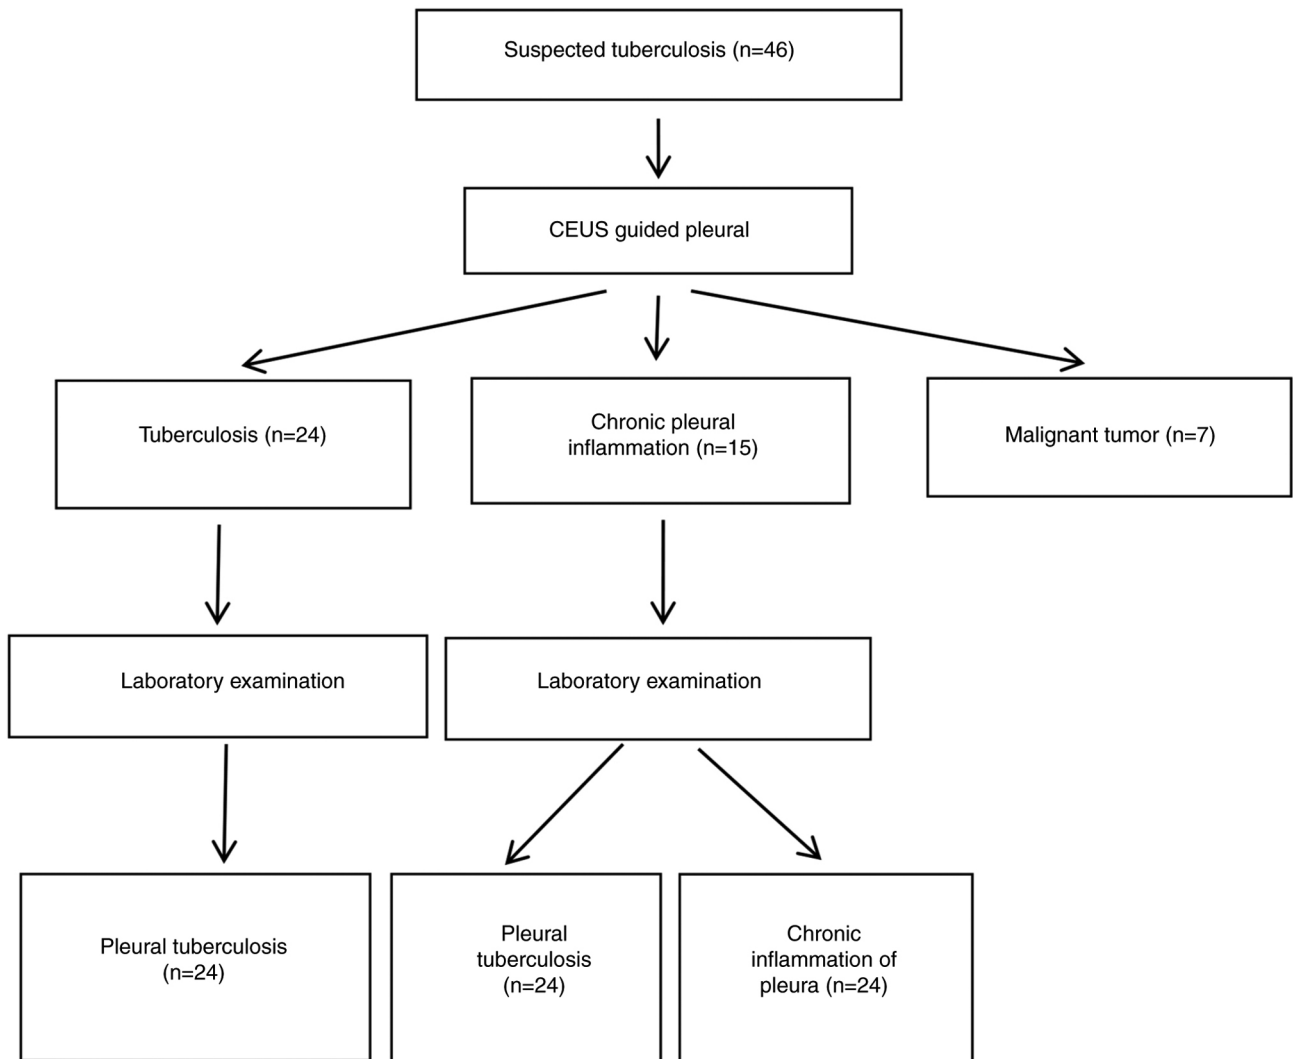 Suspected tuberculosis (n=46)
CEUS guided pleural
Tuberculosis (n=24)
Chronic pleural
inflammation (n=15)
Malignant tumor (n=7)
Laboratory examination
Laboratory examination
Pleural tuberculosis
(n=24)
Pleural
tuberculosis
(n=24)
Chronic
inflammation of
pleura (n=24)